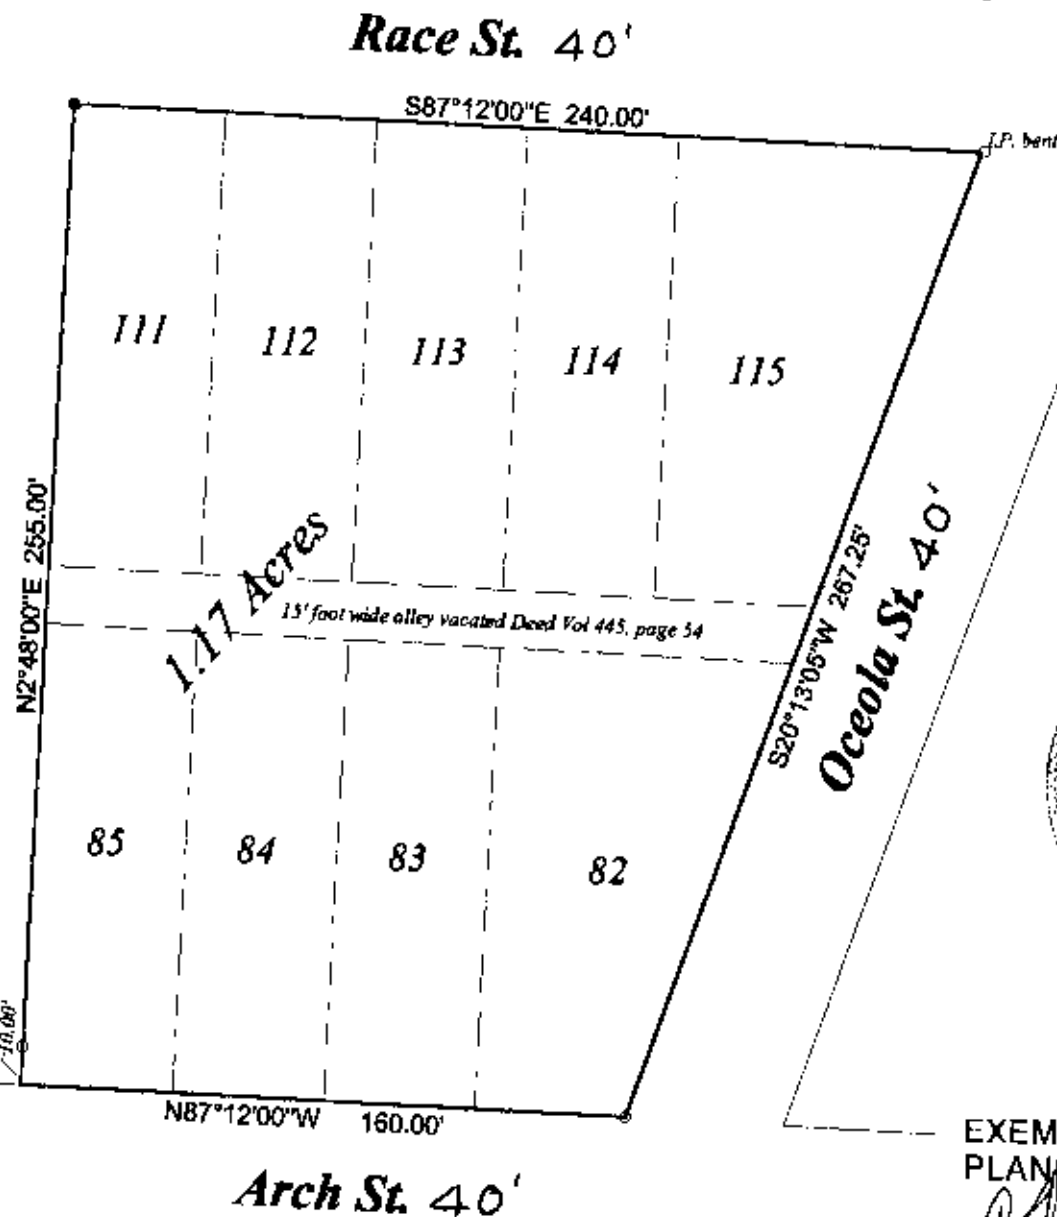 Race St. 40'
S87°12'00"E 240.00'
I.P. bent
111
112
113
114
115
N2°48'00"E 255.00'
1.17 Acres
15' foot wide alley vacated Deed Vol 445, page 54
S20°13'05"W 267.25'
Oceola St. 40'
85
84
83
82
10.00'
N87°12'00"W 160.00'
Arch St. 40'
EXEM
PLAN